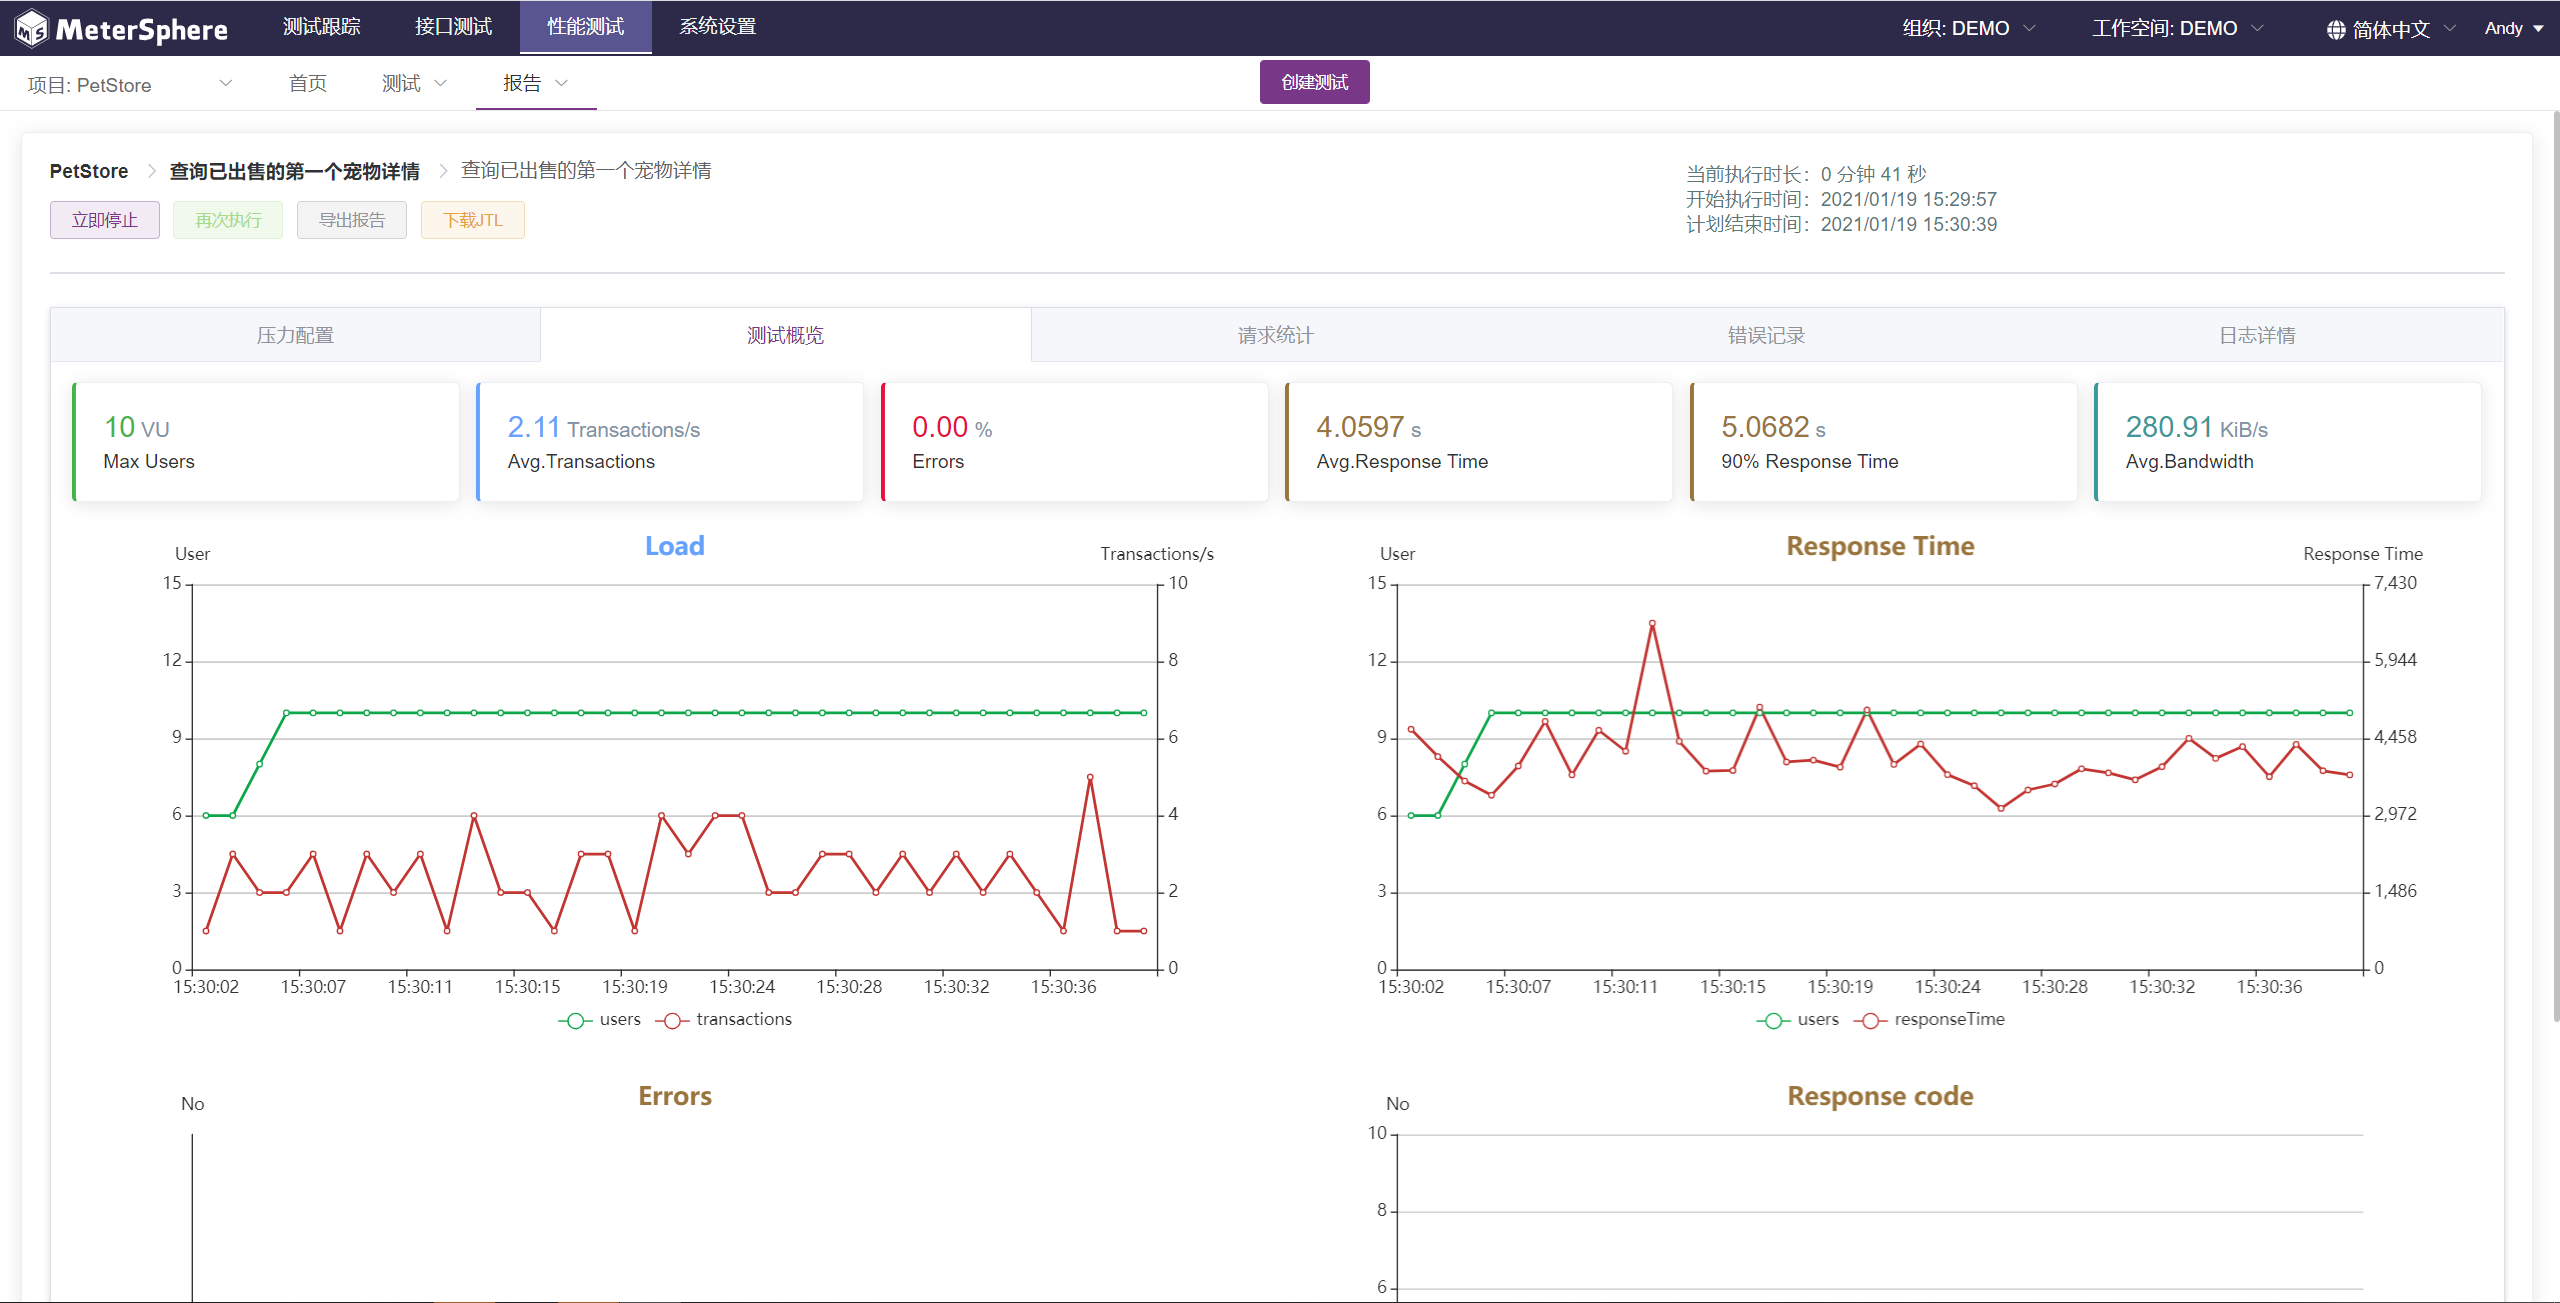 MeterSphere 测试跟踪 接口测试 性能测试 系统设置 组织: DEMO 工作空间: DEMO 简体中文 Andy
项目: PetStore 首页 测试 报告 创建测试
PetStore 查询已出售的第一个宠物详情 查询已出售的第一个宠物详情
立即停止 再次执行 导出报告 下载JTL
当前执行时长：0 分钟 41 秒
开始执行时间：2021/01/19 15:29:57
计划结束时间：2021/01/19 15:30:39
压力配置 测试概览 请求统计 错误记录 日志详情
10 VU
Max Users
2.11 Transactions/s
Avg.Transactions
0.00 %
Errors
4.0597 s
Avg.Response Time
5.0682 s
90% Response Time
280.91 KiB/s
Avg.Bandwidth
Load
User Transactions/s
15 10
12 8
9 6
6 4
3 2
0 0
15:30:02 15:30:07 15:30:11 15:30:15 15:30:19 15:30:24 15:30:28 15:30:32 15:30:36
users transactions
Response Time
User Response Time
15 7,430
12 5,944
9 4,458
6 2,972
3 1,486
0 0
15:30:02 15:30:07 15:30:11 15:30:15 15:30:19 15:30:24 15:30:28 15:30:32 15:30:36
users responseTime
Errors
No
Response code
No
10
8
6